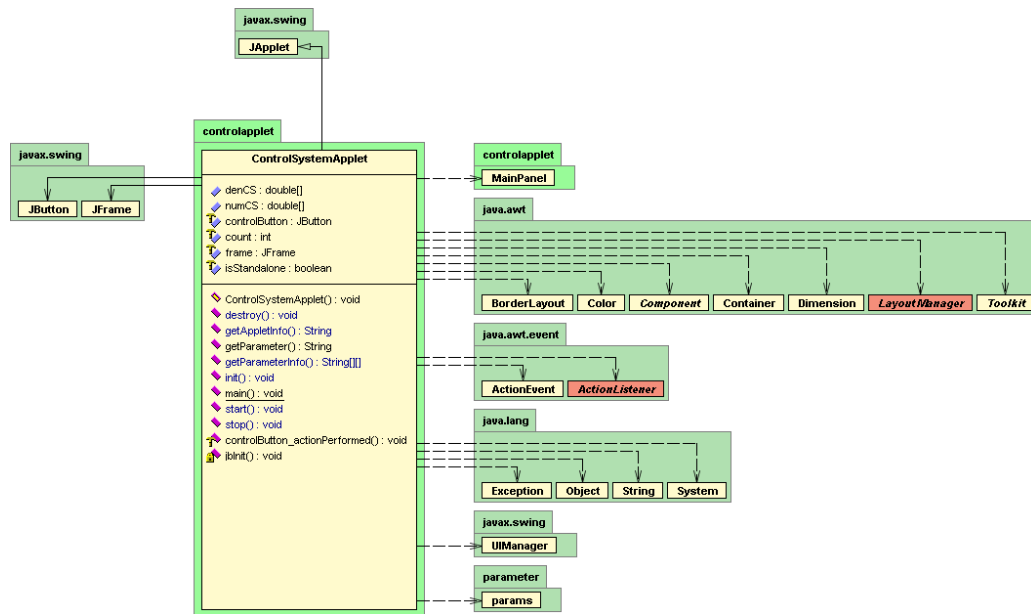 javax.swing
JApplet
controlapplet
ControlSystemApplet
javax.swing
JButton
JFrame
denCS : double[]
numCS : double[]
controlButton : JButton
count : int
frame : JFrame
isStandalone : boolean
ControlSystemApplet() : void
destroy() : void
getAppletInfo() : String
getParameter() : String
getParameterInfo() : String[][]
init() : void
main() : void
start() : void
stop() : void
controlButton_actionPerformed() : void
jbInit() : void
controlapplet
MainPanel
java.awt
BorderLayout
Color
Component
Container
Dimension
LayoutManager
Toolkit
java.awt.event
ActionEvent
ActionListener
java.lang
Exception
Object
String
System
javax.swing
UIManager
parameter
params